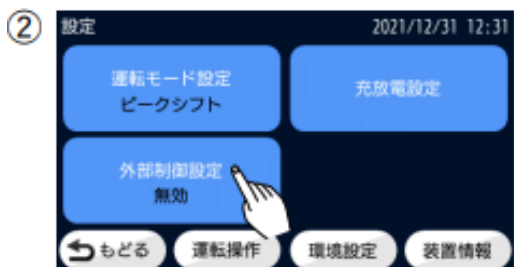 ②
設定 2021/12/31 12:31
運転モード設定
ピークシフト
充放電設定
外部制御設定
無効
もどる 運転操作 環境設定 装置情報